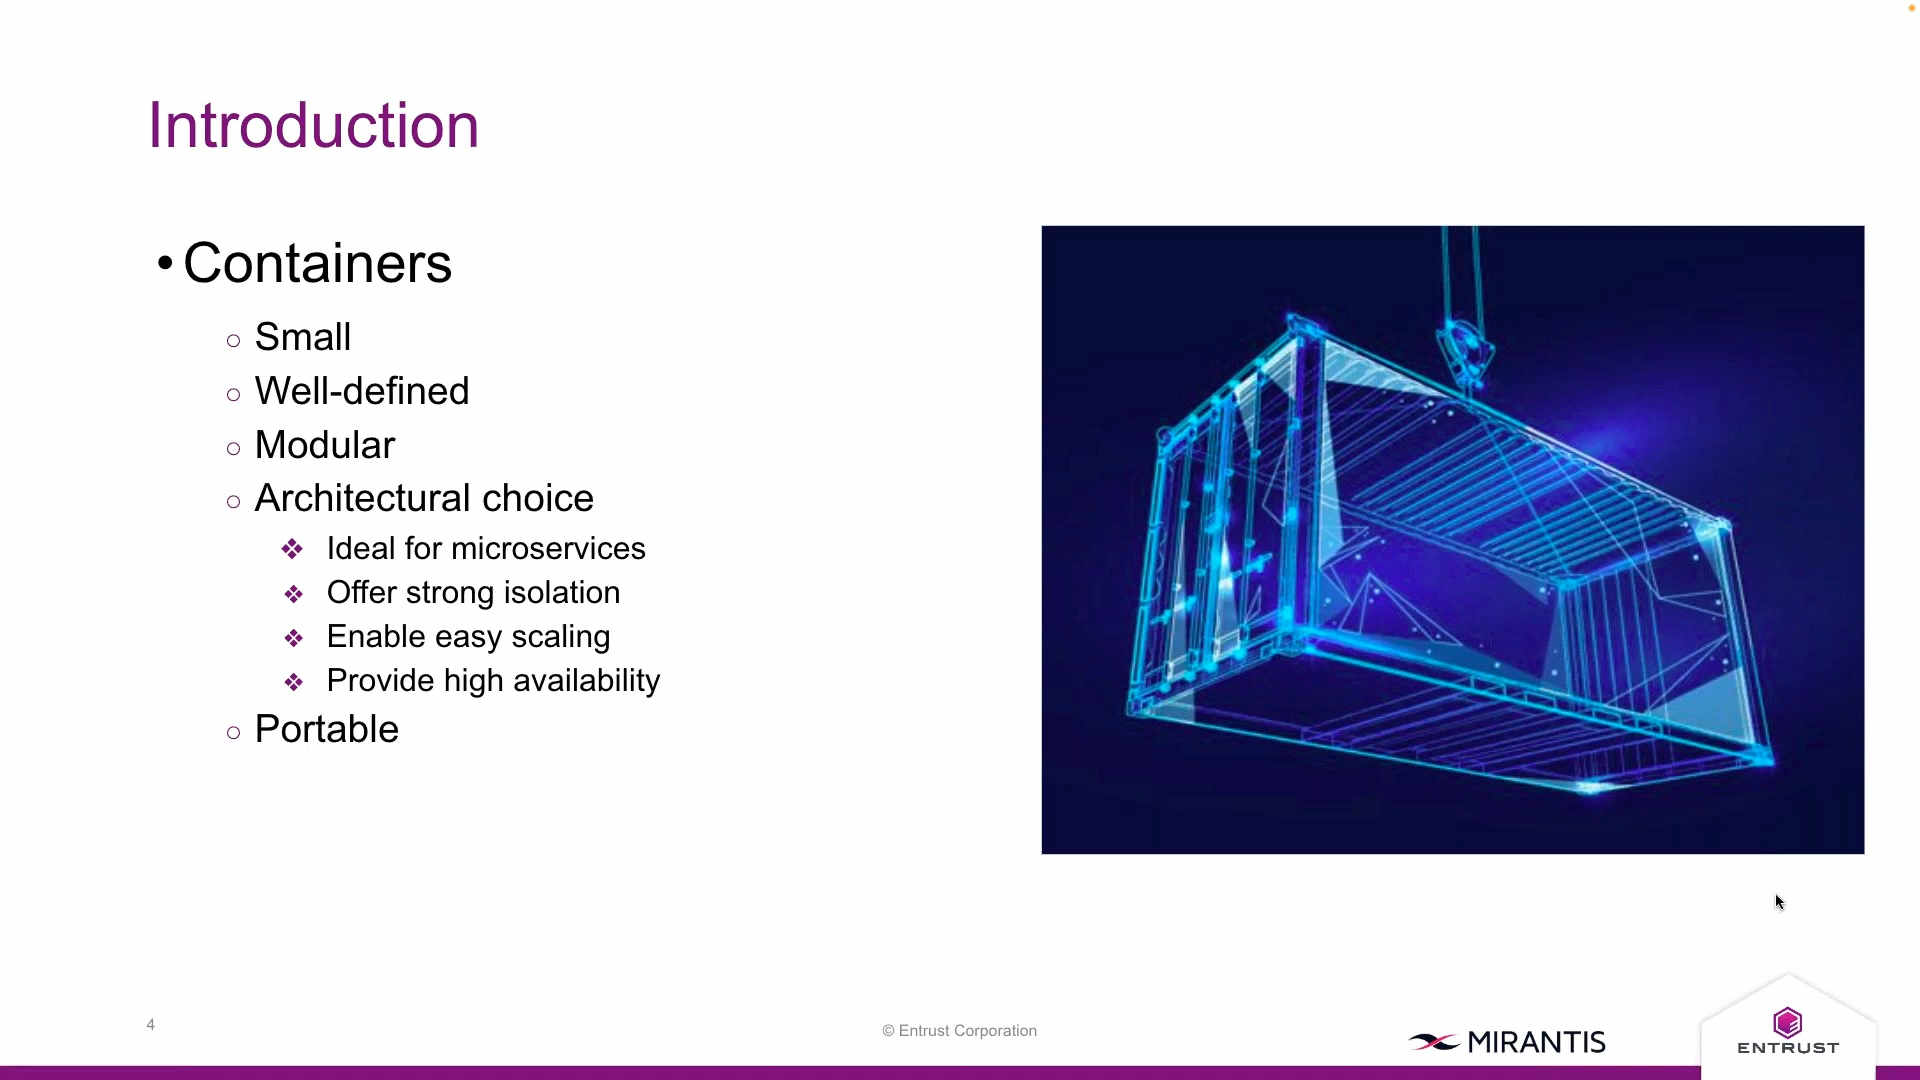 Introduction
• Containers
○ Small
○ Well-defined
○ Modular
○ Architectural choice
❖ Ideal for microservices
❖ Offer strong isolation
❖ Enable easy scaling
❖ Provide high availability
○ Portable
4
© Entrust Corporation
MIRANTIS
ENTRUST